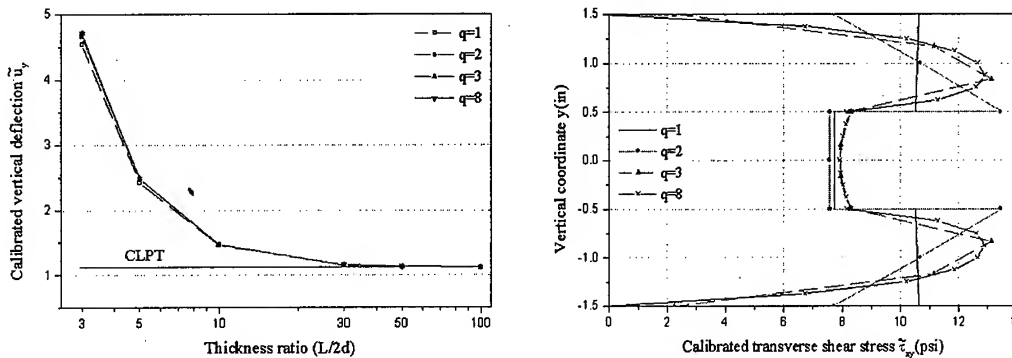 5
4
3
2
1
3
5
10
30
50
100
Calibrated vertical deflection ũy
Thickness ratio (L/2d)
CLPT
q=1
q=2
q=3
q=8
1.5
1.0
0.5
0.0
-0.5
-1.0
-1.5
0
2
4
6
8
10
12
14
Vertical coordinate y(in)
Calibrated transverse shear stress τ̃xy(psi)
q=1
q=2
q=3
q=8